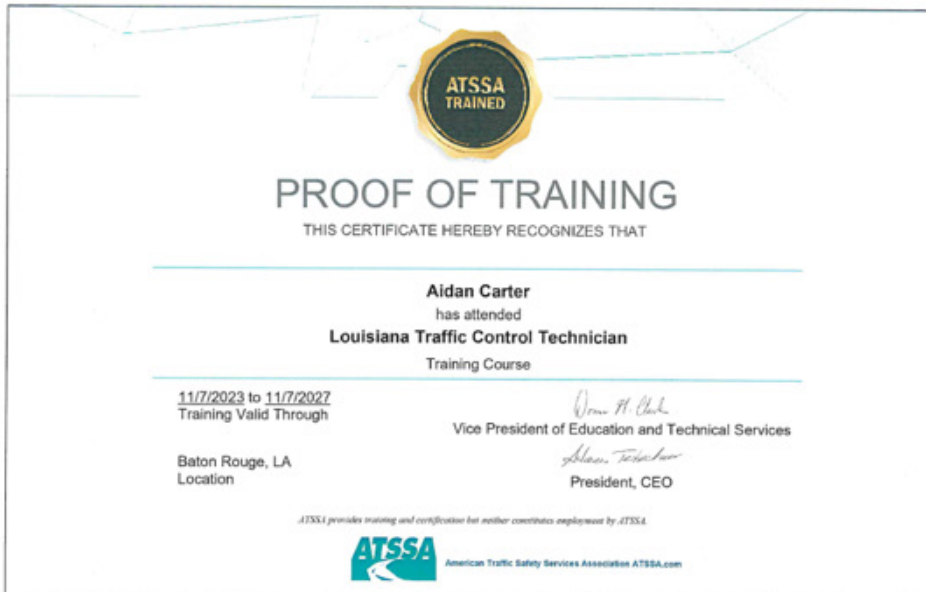 ATSSA
TRAINED
PROOF OF TRAINING
THIS CERTIFICATE HEREBY RECOGNIZES THAT
Aidan Carter
has attended
Louisiana Traffic Control Technician
Training Course
11/7/2023 to 11/7/2027
Training Valid Through
Vice President of Education and Technical Services
Baton Rouge, LA
Location
President, CEO
ATSSA provides training and certification but neither constitutes employment by ATSSA.
ATSSA
American Traffic Safety Services Association ATSSA.com